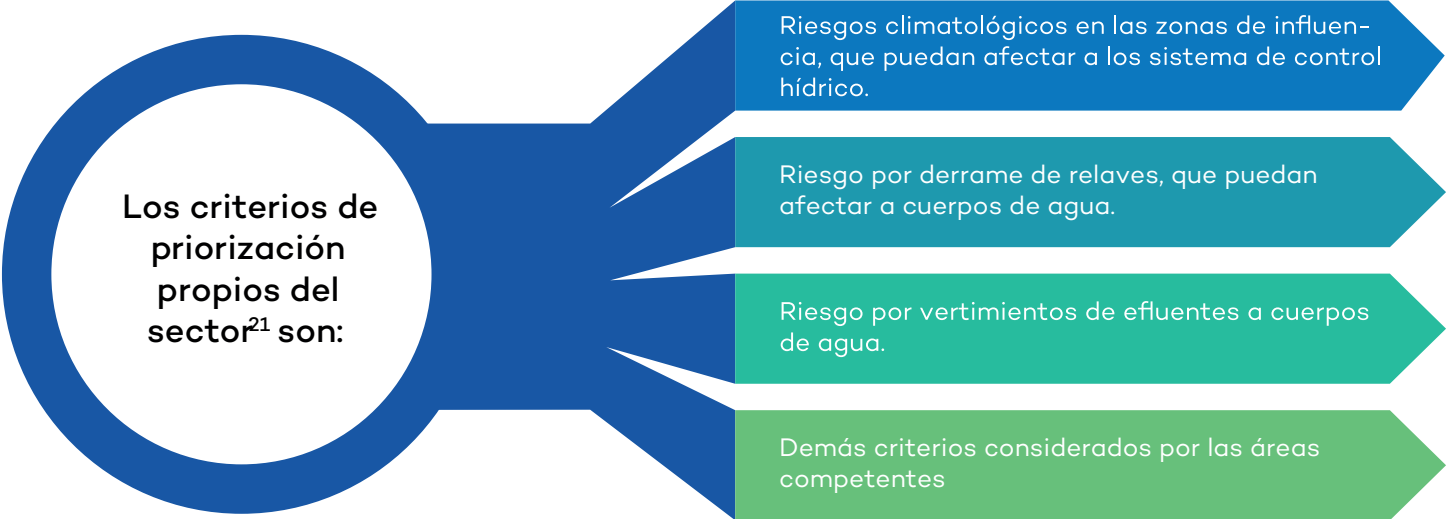 Los criterios de
priorización
propios del
sector²¹ son:
Riesgos climatológicos en las zonas de influen-
cia, que puedan afectar a los sistema de control
hídrico.
Riesgo por derrame de relaves, que puedan
afectar a cuerpos de agua.
Riesgo por vertimientos de efluentes a cuerpos
de agua.
Demás criterios considerados por las áreas
competentes